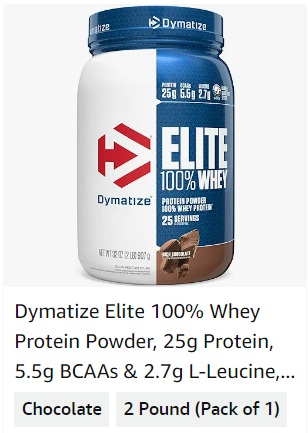 Dymatize
PROTEIN BCAAs LEUCINE
25g 5.5g 2.7g
ELITE
100% WHEY
PROTEIN POWDER
100% WHEY PROTEIN
25 SERVINGS
Dymatize
RICH CHOCOLATE
NET WT 32 OZ (2 LB) 907 g
Dymatize Elite 100% Whey
Protein Powder, 25g Protein,
5.5g BCAAs & 2.7g L-Leucine,...
Chocolate 2 Pound (Pack of 1)